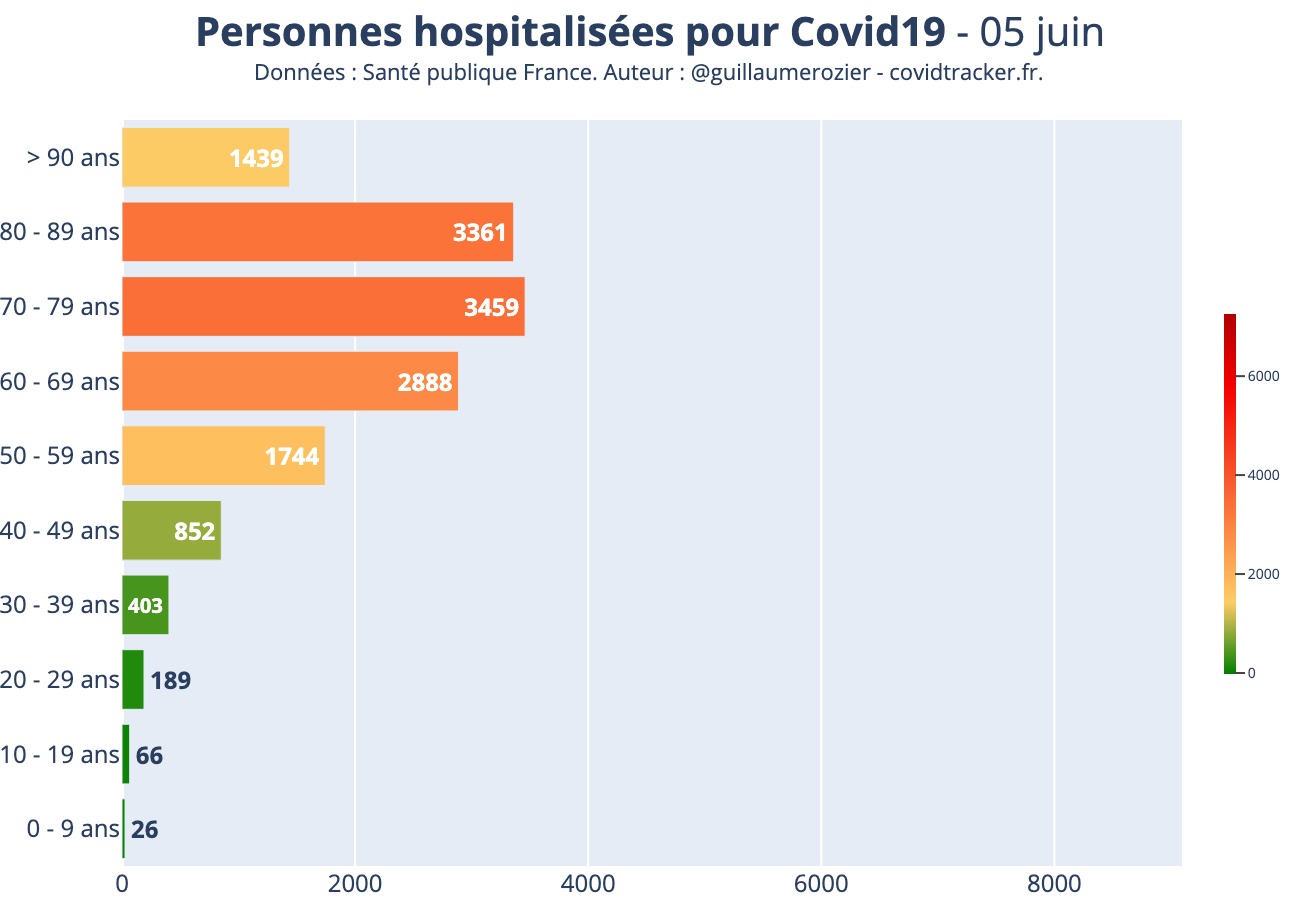 Personnes hospitalisées pour Covid19 - 05 juin
Données : Santé publique France. Auteur : @guillaumerozier - covidtracker.fr.
> 90 ans 1439
80 - 89 ans 3361
70 - 79 ans 3459
60 - 69 ans 2888
50 - 59 ans 1744
40 - 49 ans 852
30 - 39 ans 403
20 - 29 ans 189
10 - 19 ans 66
0 - 9 ans 26
0 2000 4000 6000 8000
6000
4000
2000
0